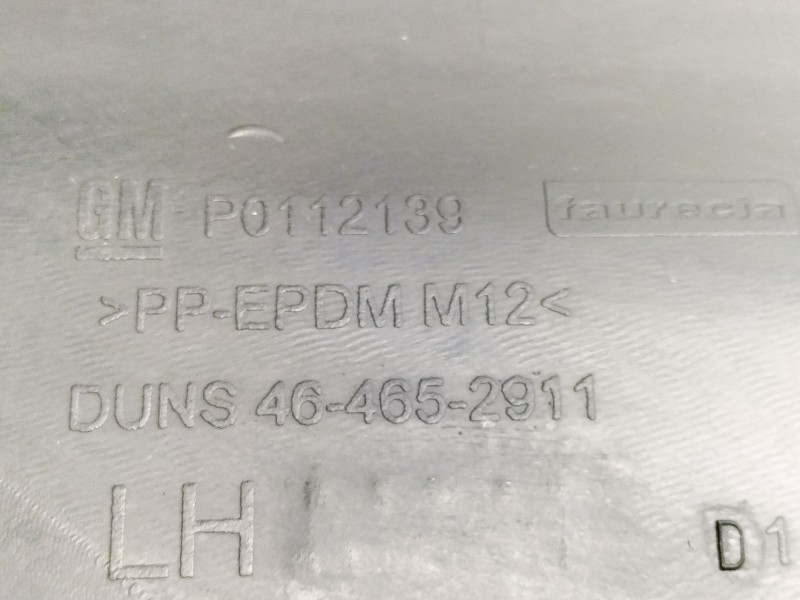 GM P0112139 faurecia
>PP-EPDM M12<
DUNS 46-465-2911
LH
D1